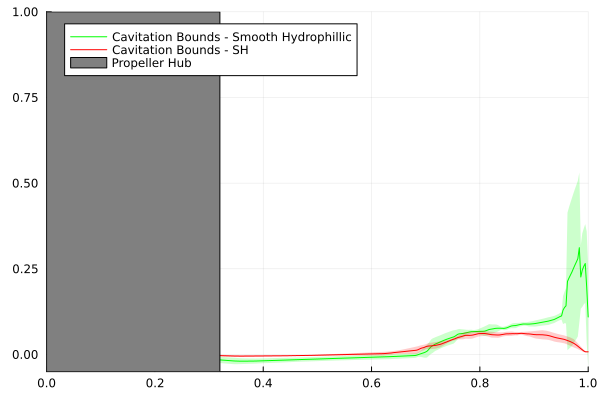 1.00
Cavitation Bounds - Smooth Hydrophillic
Cavitation Bounds - SH
Propeller Hub
0.75
0.50
0.25
0.00
0.0 0.2 0.4 0.6 0.8 1.0